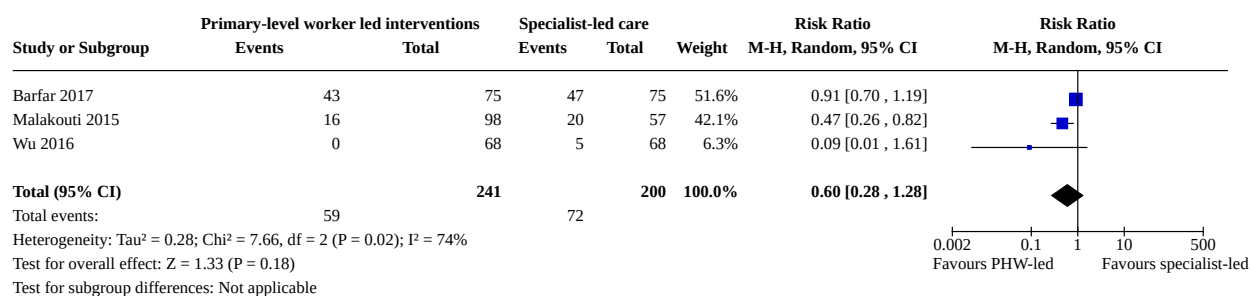 Primary-level worker led interventions Specialist-led care Risk Ratio Risk Ratio
Study or Subgroup Events Total Events Total Weight M-H, Random, 95% CI M-H, Random, 95% CI
Barfar 2017 43 75 47 75 51.6% 0.91 [0.70 , 1.19]
Malakouti 2015 16 98 20 57 42.1% 0.47 [0.26 , 0.82]
Wu 2016 0 68 5 68 6.3% 0.09 [0.01 , 1.61]
Total (95% CI) 241 200 100.0% 0.60 [0.28 , 1.28]
Total events: 59 72
Heterogeneity: Tau² = 0.28; Chi² = 7.66, df = 2 (P = 0.02); I² = 74%
0.002 0.1 1 10 500
Test for overall effect: Z = 1.33 (P = 0.18) Favours PHW-led Favours specialist-led
Test for subgroup differences: Not applicable